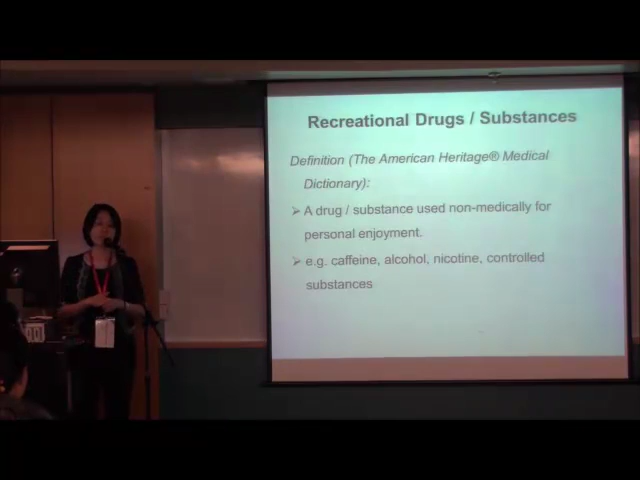 Recreational Drugs / Substances
Definition (The American Heritage® Medical
Dictionary):
➤ A drug / substance used non-medically for
personal enjoyment.
➤ e.g. caffeine, alcohol, nicotine, controlled
substances